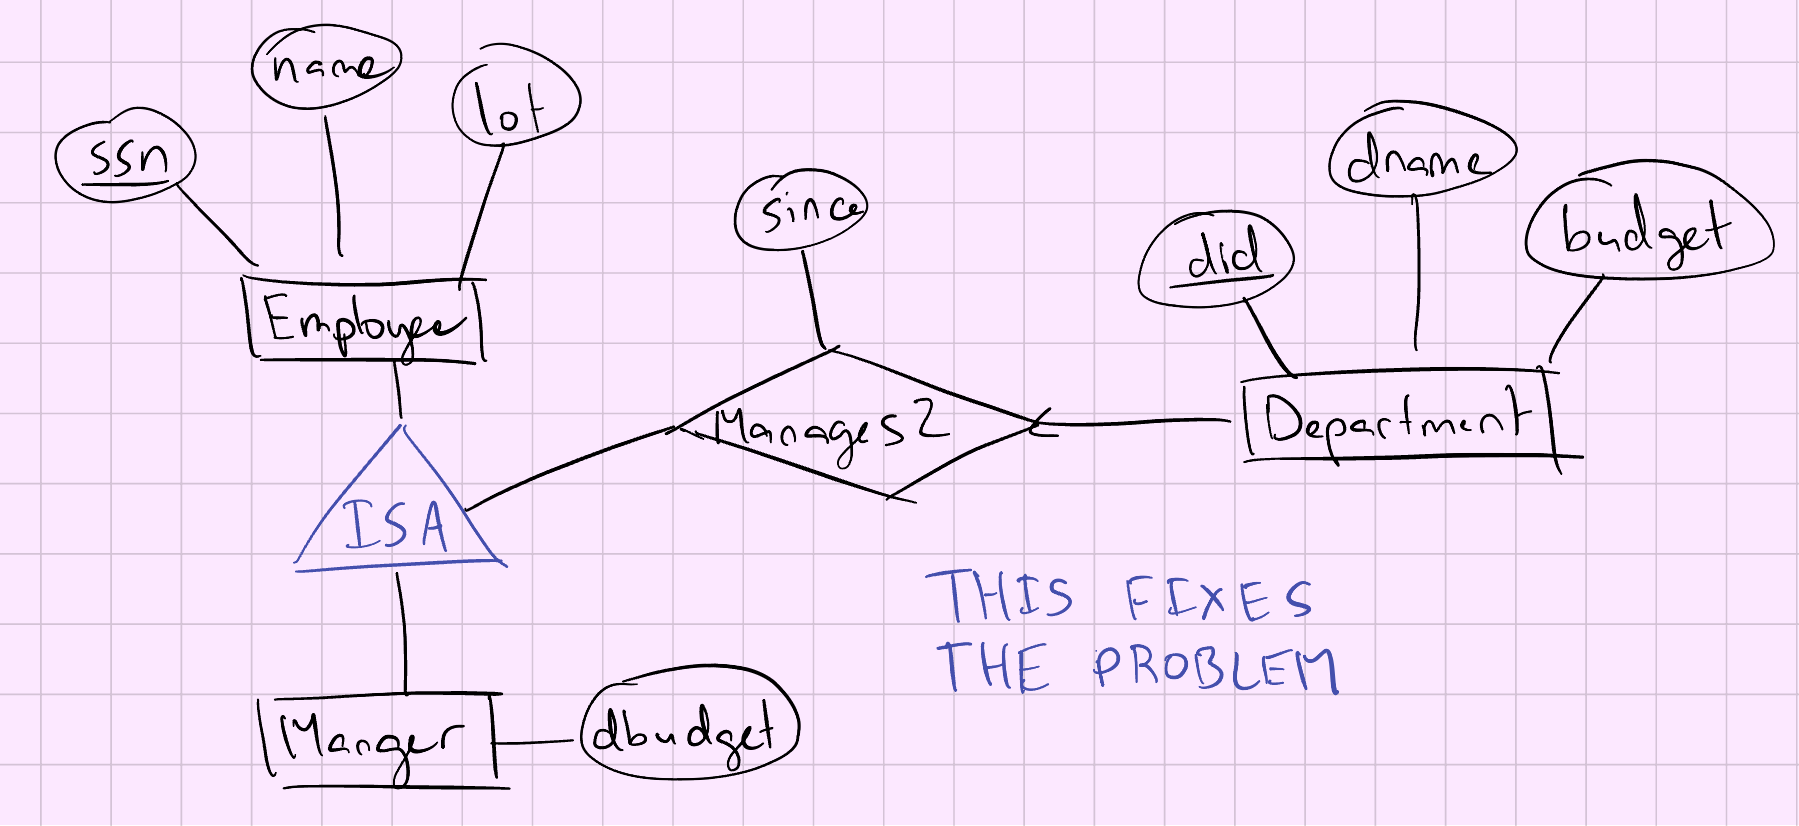 name
lot
ssn
dname
since
budget
did
Employee
Manages2
Department
ISA
THIS FIXES
THE PROBLEM
Manger
dbudget